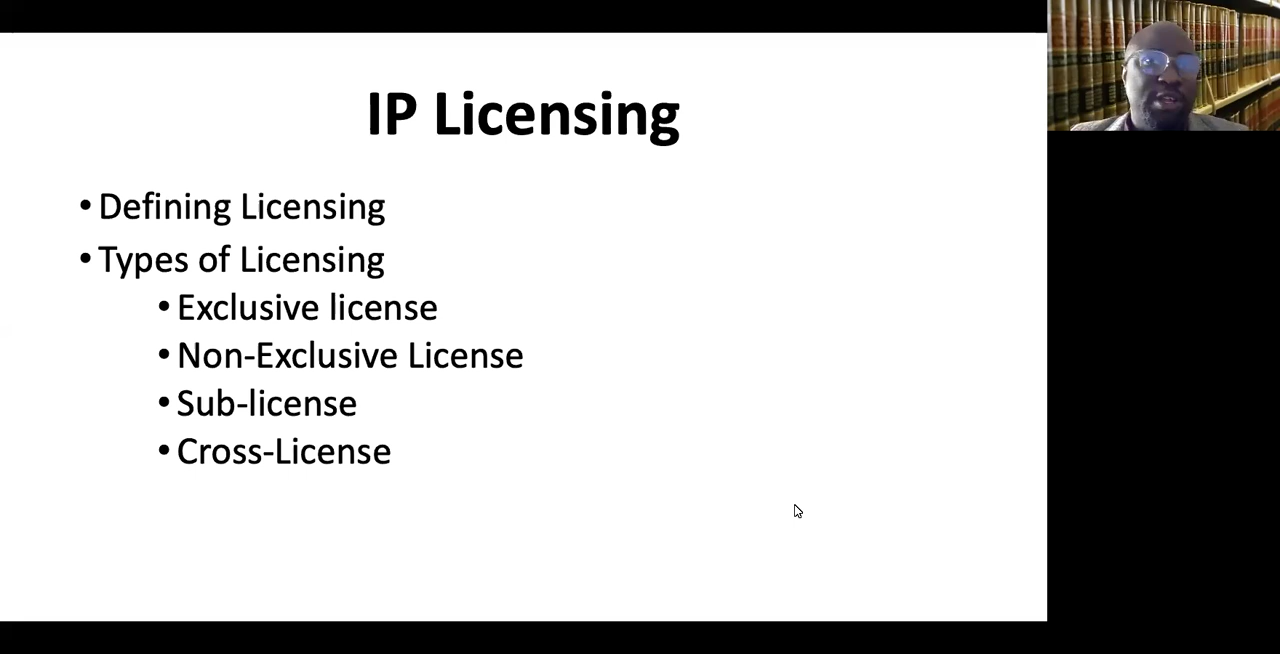 IP Licensing
• Defining Licensing
• Types of Licensing
• Exclusive license
• Non-Exclusive License
• Sub-license
• Cross-License